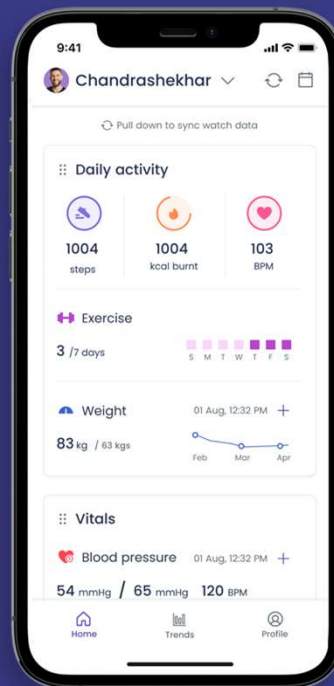 9:41
Chandrashekhar
Pull down to sync watch data
Daily activity
1004 1004 103
steps kcal burnt BPM
Exercise
3 /7 days
S M T W T F S
Weight 01 Aug, 12:32 PM
83 kg / 63 kgs
Feb Mar Apr
Vitals
Blood pressure 01 Aug, 12:32 PM
54 mmHg / 65 mmHg 120 BPM
Home Trends Profile